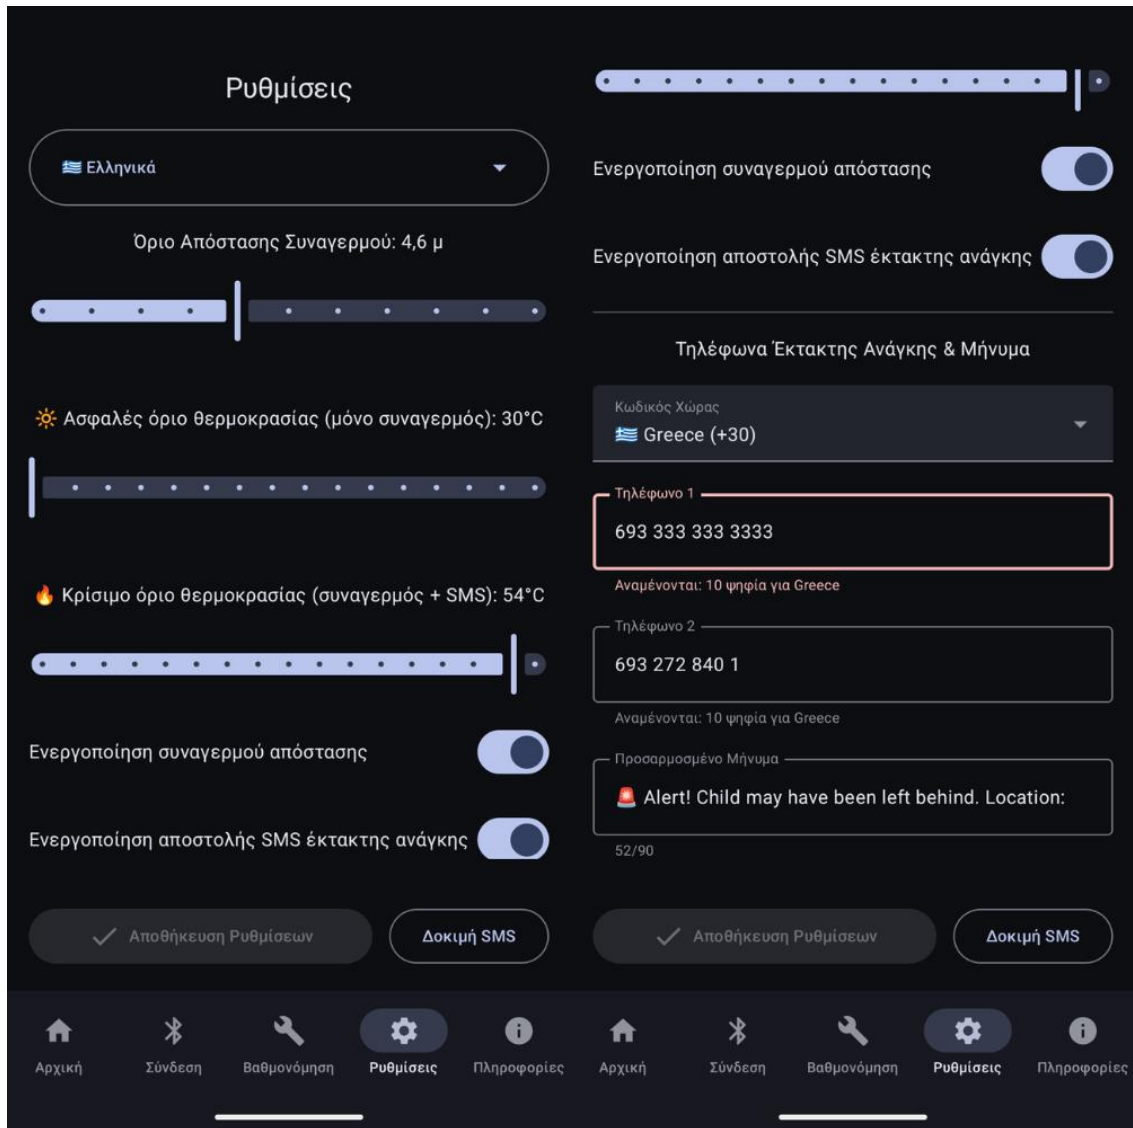 Ρυθμίσεις
🇬🇷 Ελληνικά
Όριο Απόστασης Συναγερμού: 4,6 μ
🔆 Ασφαλές όριο θερμοκρασίας (μόνο συναγερμός): 30°C
🔥 Κρίσιμο όριο θερμοκρασίας (συναγερμός + SMS): 54°C
Ενεργοποίηση συναγερμού απόστασης
Ενεργοποίηση αποστολής SMS έκτακτης ανάγκης
Αποθήκευση Ρυθμίσεων
Δοκιμή SMS
Αρχική
Σύνδεση
Βαθμονόμηση
Ρυθμίσεις
Πληροφορίες
Ενεργοποίηση συναγερμού απόστασης
Ενεργοποίηση αποστολής SMS έκτακτης ανάγκης
Τηλέφωνα Έκτακτης Ανάγκης & Μήνυμα
Κωδικός Χώρας
🇬🇷 Greece (+30)
Τηλέφωνο 1
693 333 333 3333
Αναμένονται: 10 ψηφία για Greece
Τηλέφωνο 2
693 272 840 1
Αναμένονται: 10 ψηφία για Greece
Προσαρμοσμένο Μήνυμα
🚨 Alert! Child may have been left behind. Location:
52/90
Αποθήκευση Ρυθμίσεων
Δοκιμή SMS
Αρχική
Σύνδεση
Βαθμονόμηση
Ρυθμίσεις
Πληροφορίες